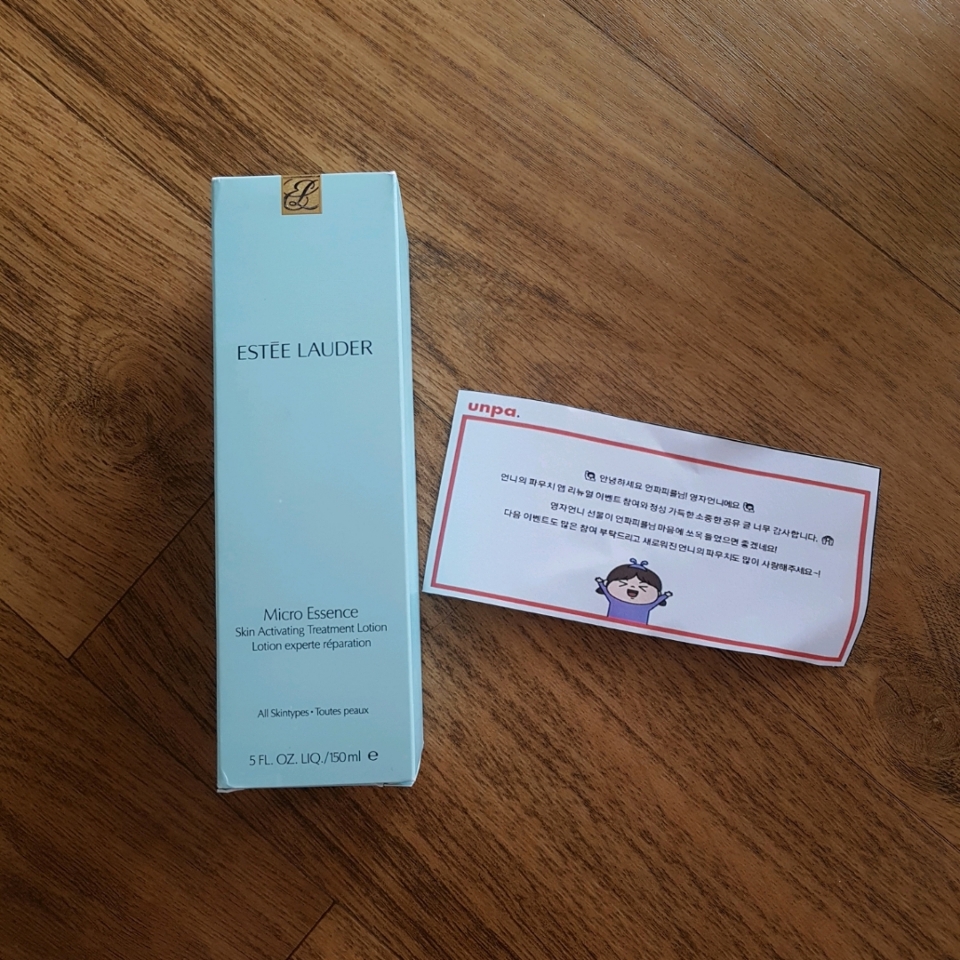 EL
ESTĒE LAUDER
Micro Essence
Skin Activating Treatment Lotion
Lotion experte réparation
All Skintypes • Toutes peaux
5 FL. OZ. LIQ./150 ml e
unpa.
안녕하세요 언파피플님! 영자언니에요
언니의 파우치 앱 리뉴얼 이벤트 참여와 정성 가득한 소중한 공유 글 너무 감사합니다.
영자언니 선물이 언파피플님 마음에 쏘옥 들었으면 좋겠네요!
다음 이벤트도 많은 참여 부탁드리고 새로워진 언니의 파우치도 많이 사랑해주세요~!